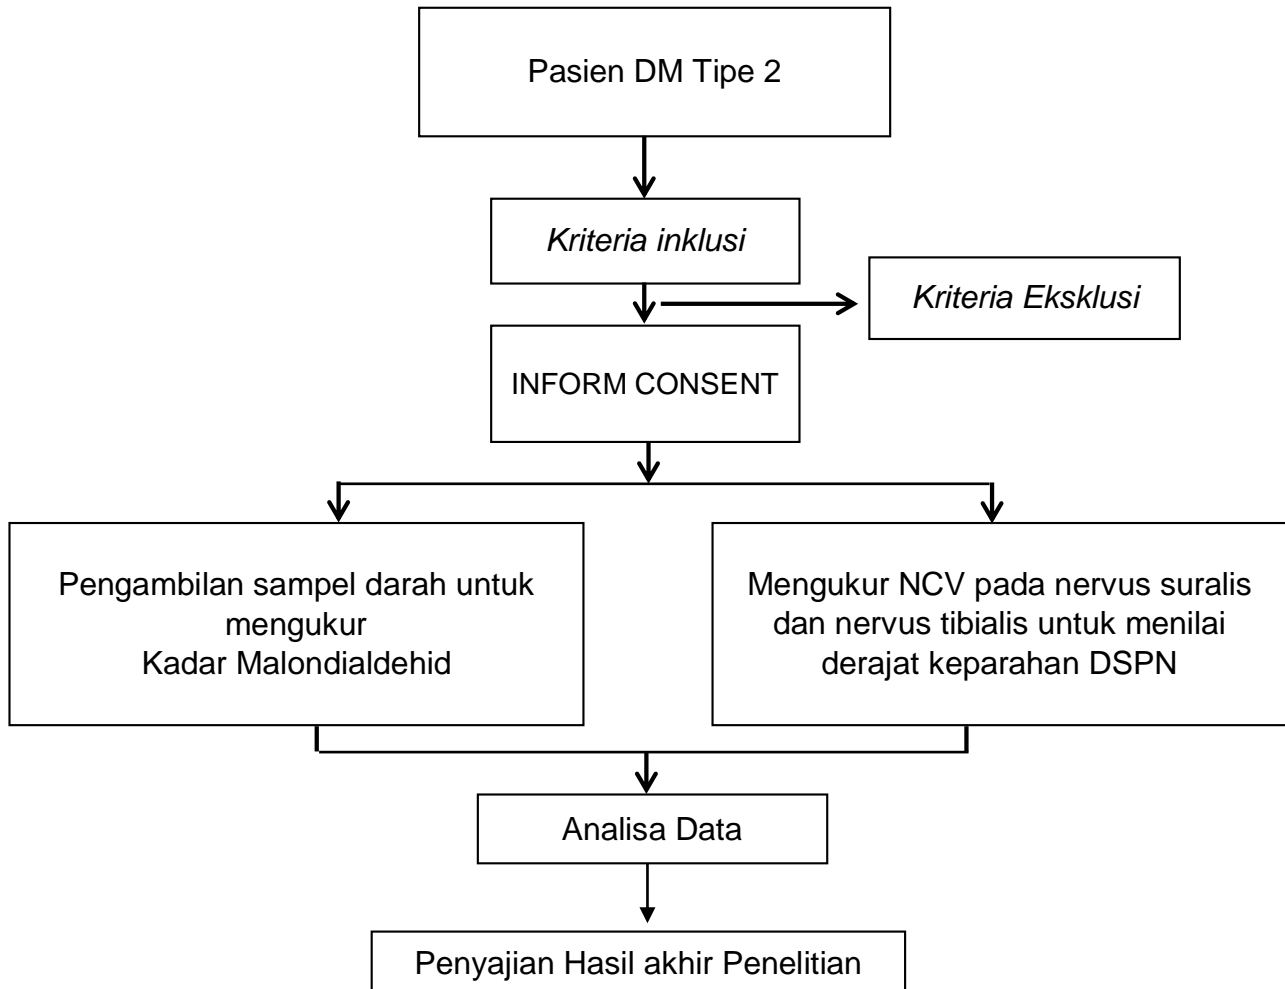 Pasien DM Tipe 2
Kriteria inklusi
Kriteria Eksklusi
INFORM CONSENT
Pengambilan sampel darah untuk
mengukur
Kadar Malondialdehid
Mengukur NCV pada nervus suralis
dan nervus tibialis untuk menilai
derajat keparahan DSPN
Analisa Data
Penyajian Hasil akhir Penelitian